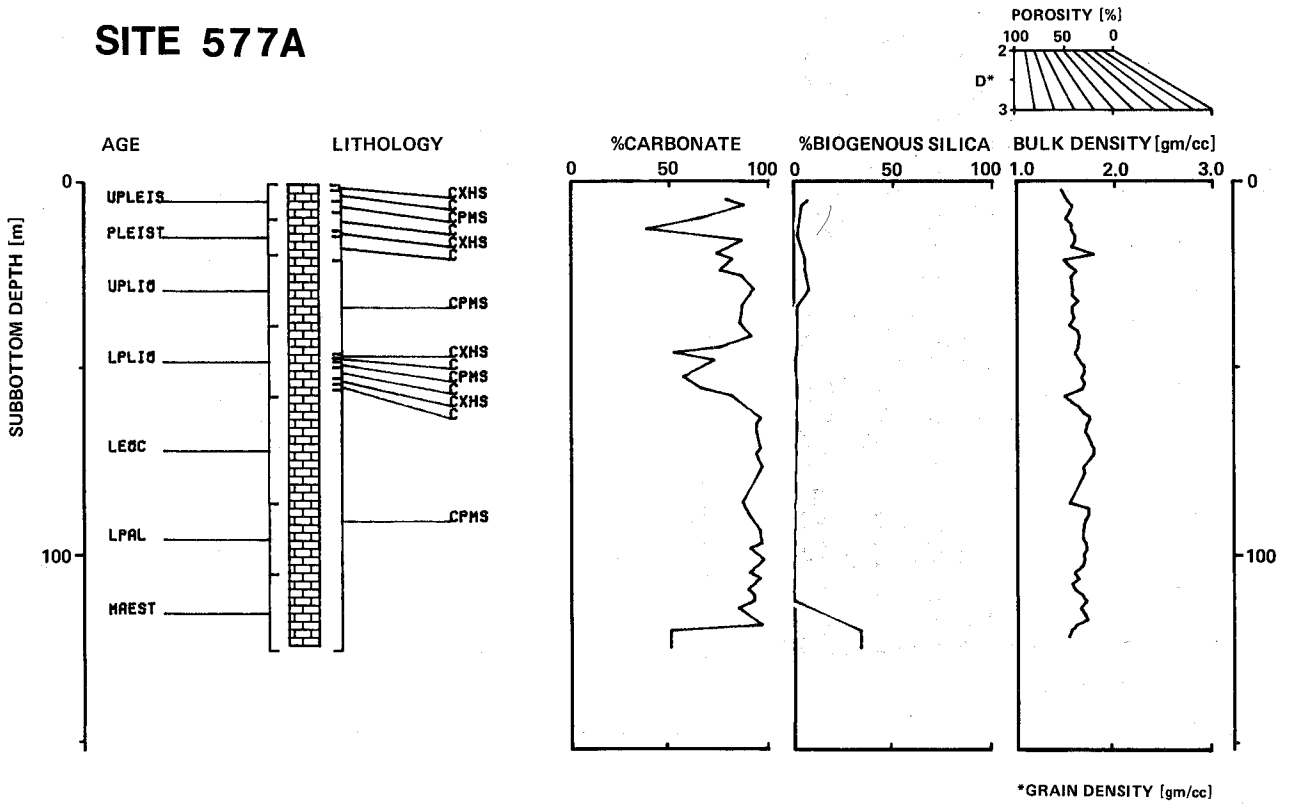 SITE 577A
POROSITY [%]
100 50 0
2
D*
3
AGE
LITHOLOGY
%CARBONATE
%BIOGENOUS SILICA
BULK DENSITY [gm/cc]
0 50 100
0 50 100
1.0 2.0 3.0
SUBBOTTOM DEPTH [m]
0
100
UPLEIS
PLEIST
UPLIO
LPLIO
LEOC
LPAL
MAEST
CXHS
C
CPMS
C
CXHS
C
CPMS
CXHS
C
CPMS
C
CXHS
C
CPMS
0
100
*GRAIN DENSITY [gm/cc]